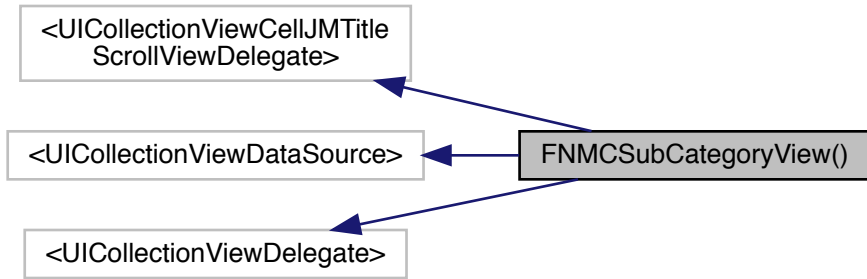 <UICollectionViewCellJMTitle
ScrollViewDelegate>
<UICollectionViewDataSource>
FNMCSubCategoryView()
<UICollectionViewDelegate>